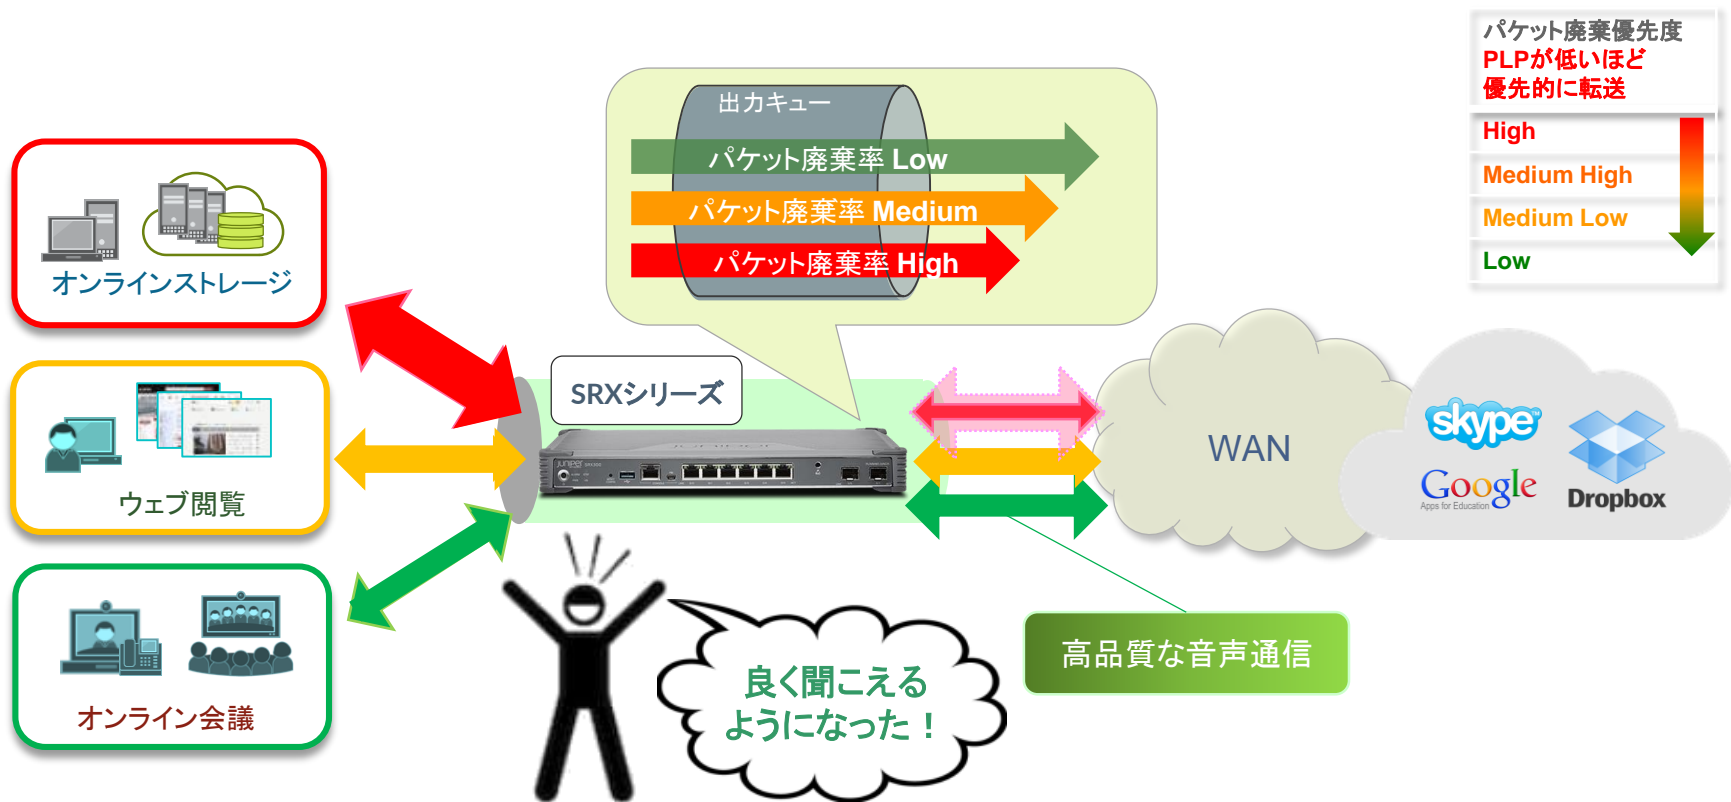 パケット廃棄優先度
PLPが低いほど
優先的に転送
High
Medium High
Medium Low
Low
出力キュー
パケット廃棄率 Low
パケット廃棄率 Medium
パケット廃棄率 High
オンラインストレージ
ウェブ閲覧
オンライン会議
SRXシリーズ
WAN
skype
Google
Apps for Education
Dropbox
高品質な音声通信
良く聞こえる
ようになった！